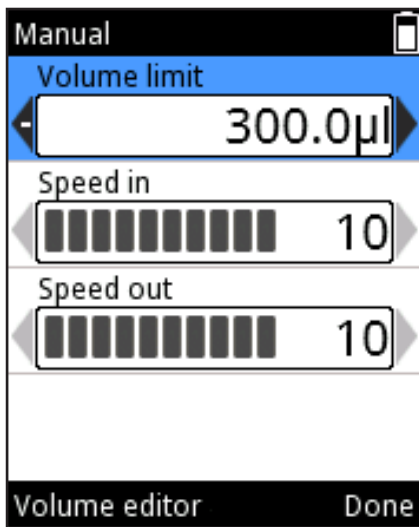 Manual
Volume limit
300.0µl
Speed in
10
Speed out
10
Volume editor Done